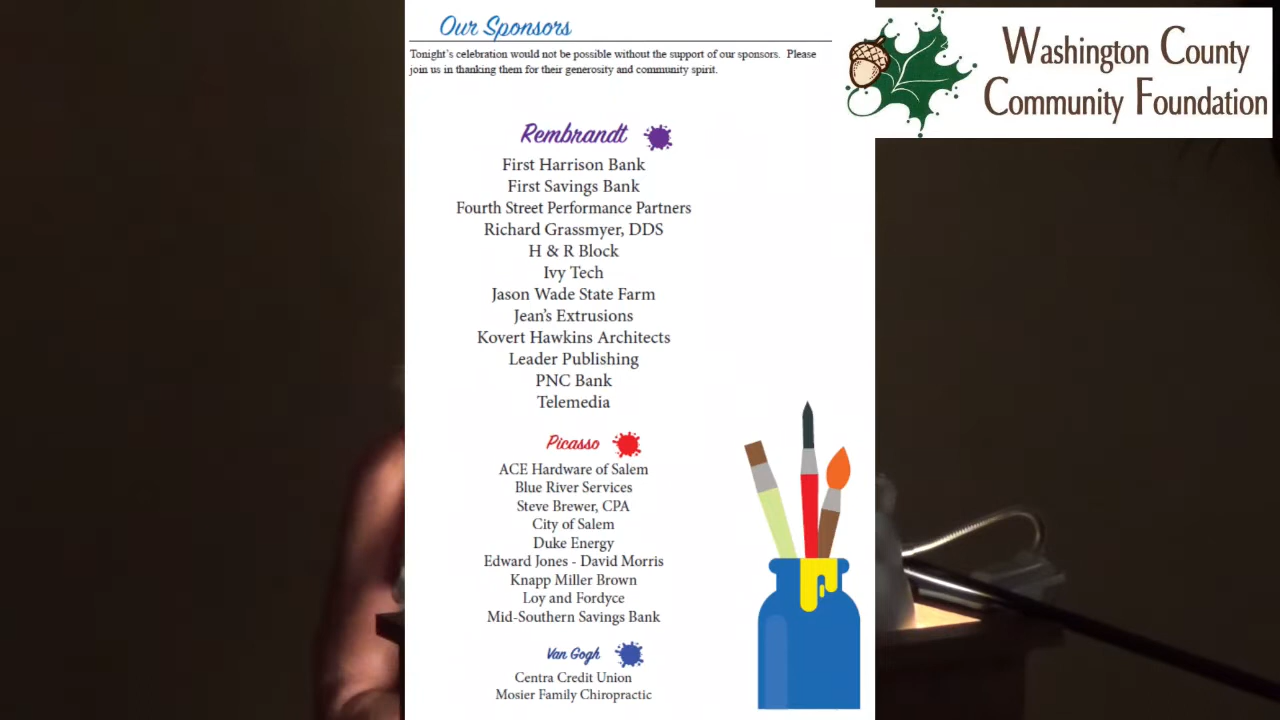 Our Sponsors
Tonight's celebration would not be possible without the support of our sponsors. Please
join us in thanking them for their generosity and community spirit.
Rembrandt
First Harrison Bank
First Savings Bank
Fourth Street Performance Partners
Richard Grassmyer, DDS
H & R Block
Ivy Tech
Jason Wade State Farm
Jean's Extrusions
Kovert Hawkins Architects
Leader Publishing
PNC Bank
Telemedia
Picasso
ACE Hardware of Salem
Blue River Services
Steve Brewer, CPA
City of Salem
Duke Energy
Edward Jones - David Morris
Knapp Miller Brown
Loy and Fordyce
Mid-Southern Savings Bank
Van Gogh
Centra Credit Union
Mosier Family Chiropractic
Washington County
Community Foundation